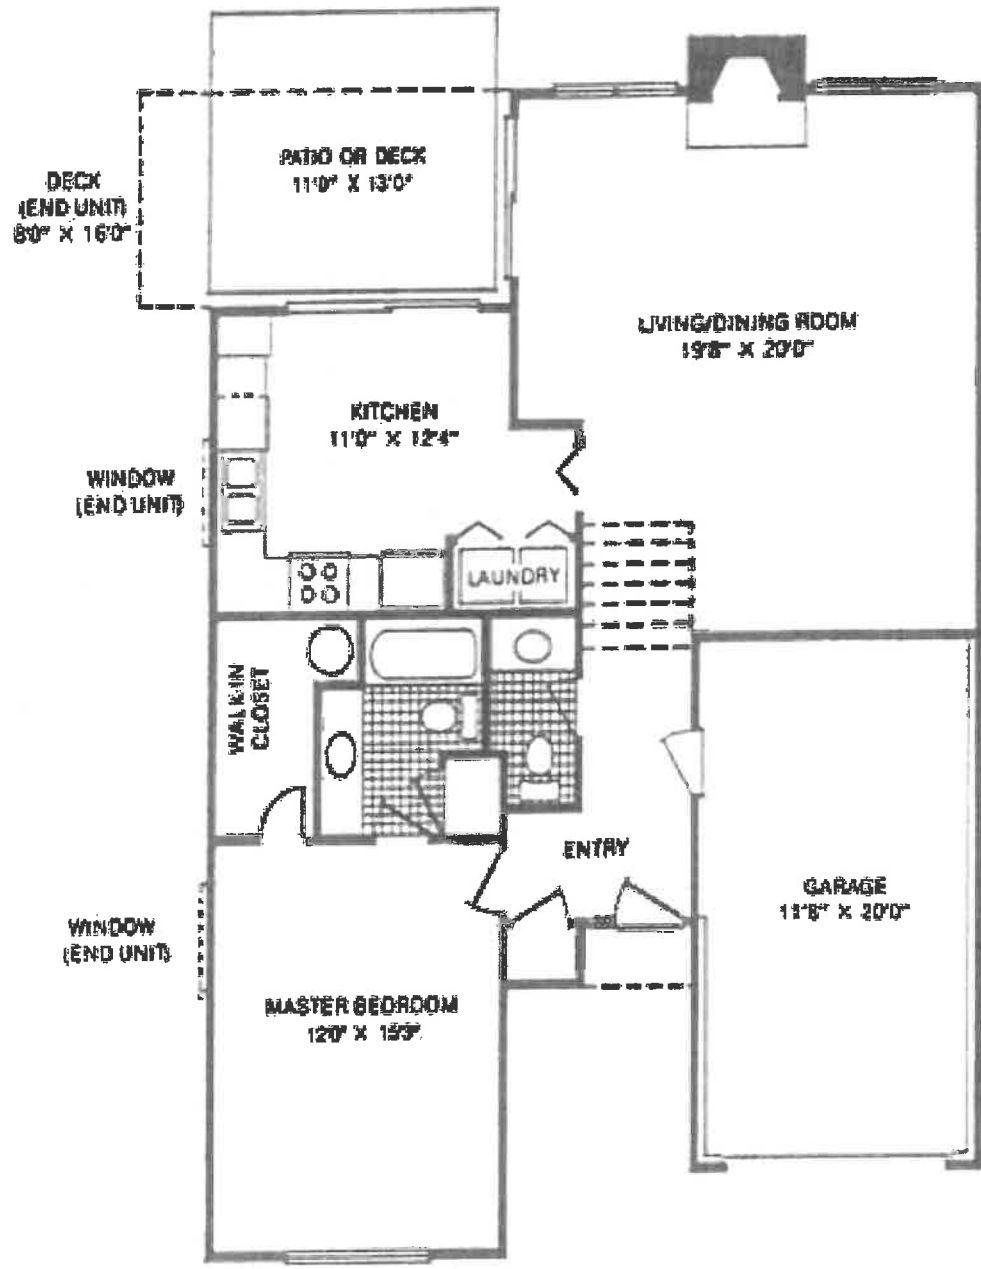 PATIO OR DECK
11'0" X 13'0"
DECK
(END UNIT)
8'0" X 16'0"
LIVING/DINING ROOM
19'8" X 20'0"
KITCHEN
11'0" X 12'4"
WINDOW
(END UNIT)
LAUNDRY
WALK-IN
CLOSET
ENTRY
GARAGE
11'8" X 20'0"
WINDOW
(END UNIT)
MASTER BEDROOM
12'0" X 15'3"